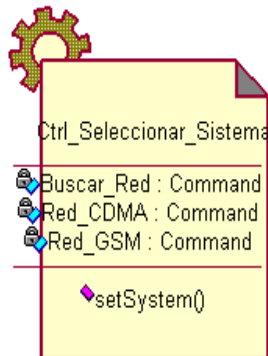 Ctrl_Seleccionar_Sistema
Buscar_Red : Command
Red_CDMA : Command
Red_GSM : Command
setSystem()